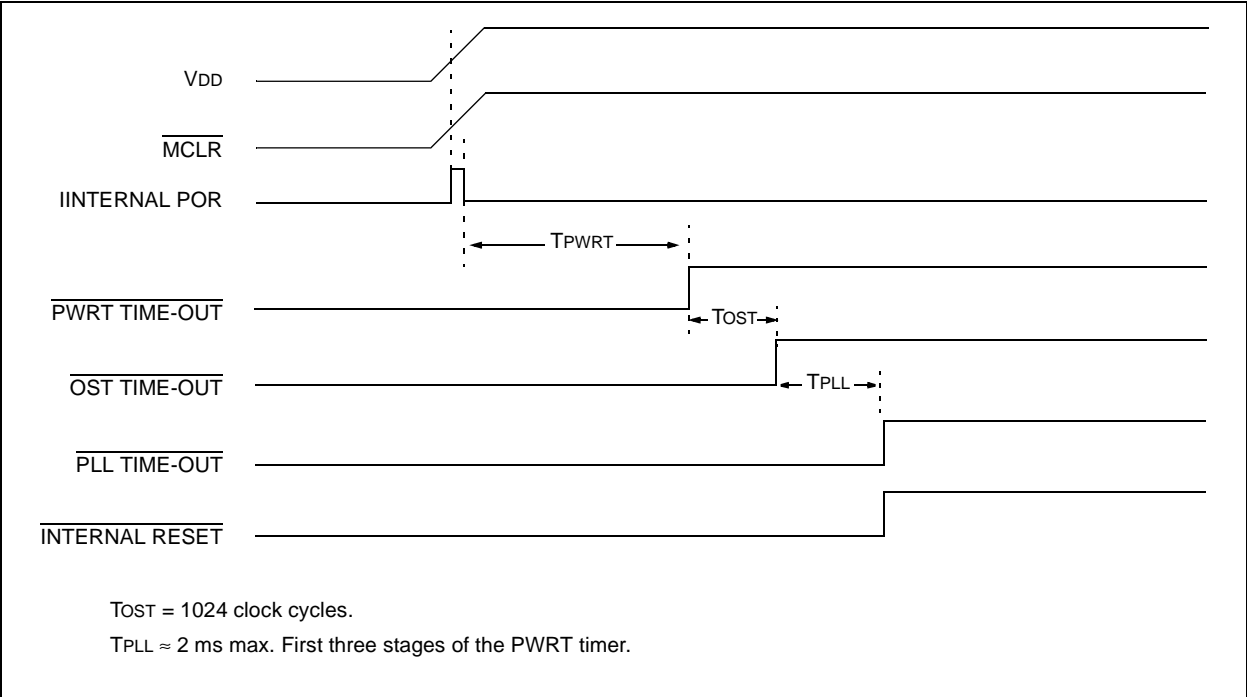 VDD
MCLR
IINTERNAL POR
TPWRT
PWRT TIME-OUT
TOST
OST TIME-OUT
TPLL
PLL TIME-OUT
INTERNAL RESET
TOST = 1024 clock cycles.
TPLL ≈ 2 ms max. First three stages of the PWRT timer.